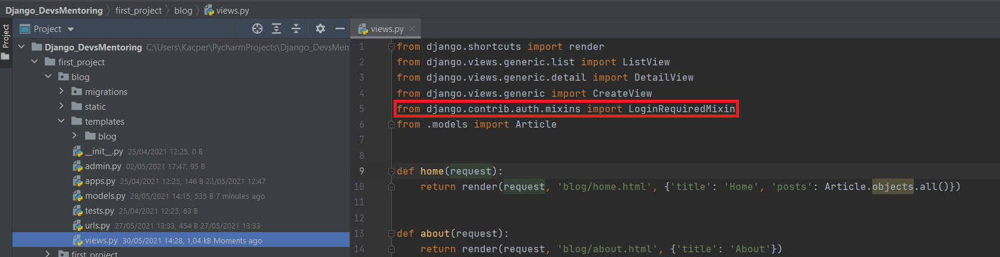 Django_DevsMentoring first_project blog views.py
Project
Project
views.py
Django_DevsMentoring C:\Users\Kacper\PycharmProjects\Django_DevsMen
first_project
blog
migrations
static
templates
blog
__init__.py 25/04/2021 12:25, 0 B
admin.py 02/05/2021 17:47, 95 B
apps.py 25/04/2021 12:25, 146 B 22/05/2021 12:47
models.py 28/05/2021 14:15, 535 B 7 minutes ago
tests.py 25/04/2021 12:25, 63 B
urls.py 27/05/2021 13:33, 454 B 27/05/2021 13:33
views.py 30/05/2021 14:28, 1,04 kB Moments ago
first_project
1 from django.shortcuts import render
2 from django.views.generic.list import ListView
3 from django.views.generic.detail import DetailView
4 from django.views.generic import CreateView
5 from django.contrib.auth.mixins import LoginRequiredMixin
6 from .models import Article
7
8
9 def home(request):
10 return render(request, 'blog/home.html', {'title': 'Home', 'posts': Article.objects.all()})
11
12
13 def about(request):
14 return render(request, 'blog/about.html', {'title': 'About'})